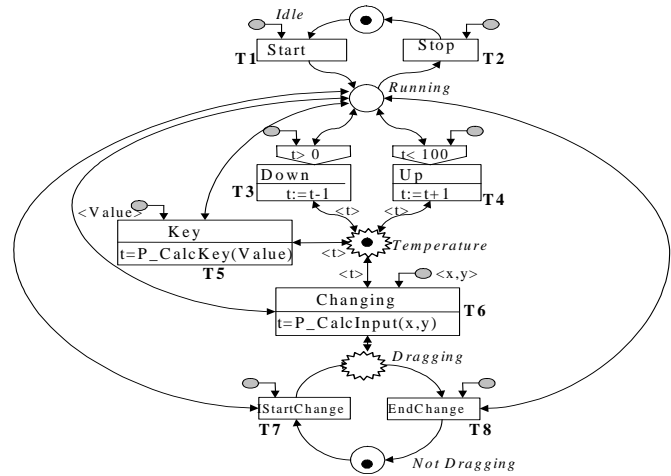 Idle
Start
Stop
T1
T2
Running
t> 0
t< 100
Down
Up
T3
t:=t-1
t:=t+1
T4
<Value>
<t>
<t>
Key
Temperature
t=P_CalcKey(Value)
<t>
T5
<t>
<x,y>
Changing
T6
t=P_CalcInput(x,y)
Dragging
StartChange
EndChange
T7
T8
Not Dragging